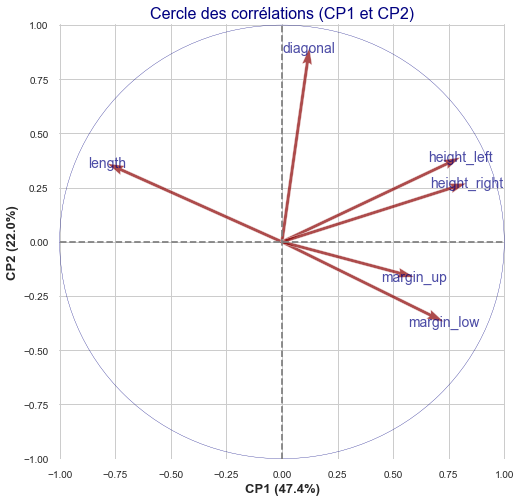 Cercle des corrélations (CP1 et CP2)
1.00
diagonal
0.75
0.50
length
height_left
height_right
0.25
CP2 (22.0%)
0.00
margin_up
−0.25
margin_low
−0.50
−0.75
−1.00
−1.00 −0.75 −0.50 −0.25 0.00 0.25 0.50 0.75 1.00
CP1 (47.4%)